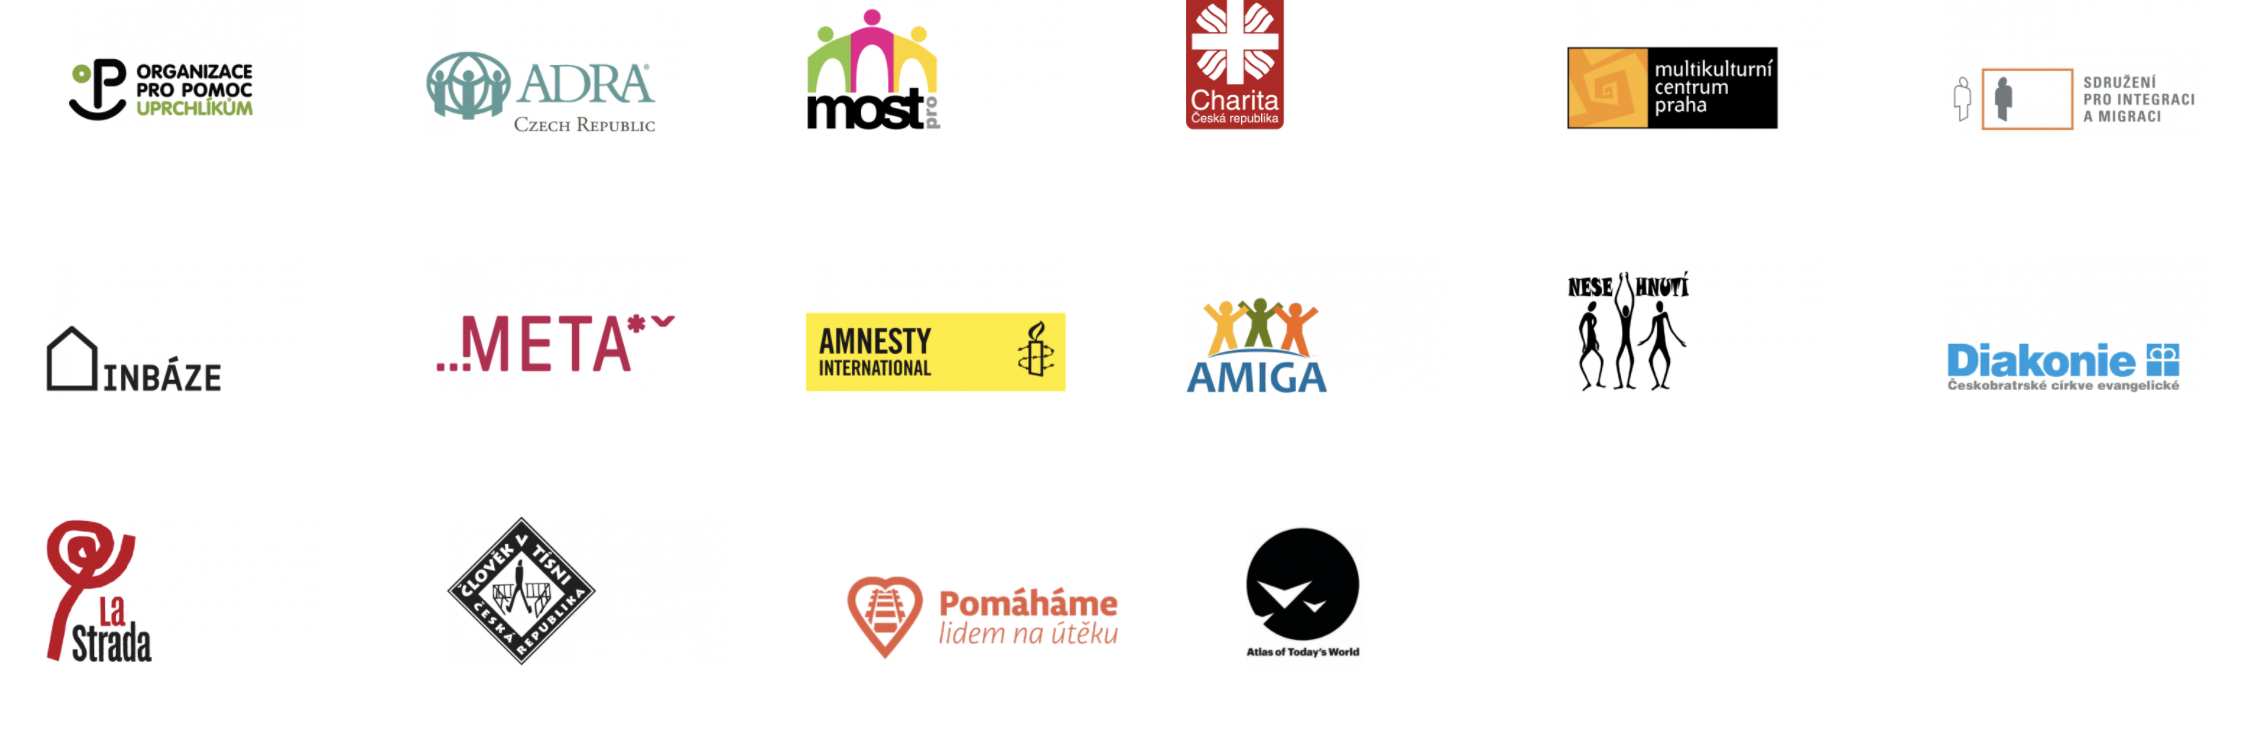 ORGANIZACE
PRO POMOC
UPRCHLÍKŮM
ADRA®
CZECH REPUBLIC
most pro
Charita
Česká republika
multikulturní
centrum
praha
SDRUŽENÍ
PRO INTEGRACI
A MIGRACI
INBÁZE
...META*ˇ
AMNESTY
INTERNATIONAL
AMIGA
NESEHNUTÍ
Diakonie
Českobratrské církve evangelické
La
Strada
ČLOVĚK V TÍSNI
ČESKÁ REPUBLIKA
Pomáháme
lidem na útěku
Atlas of Today's World